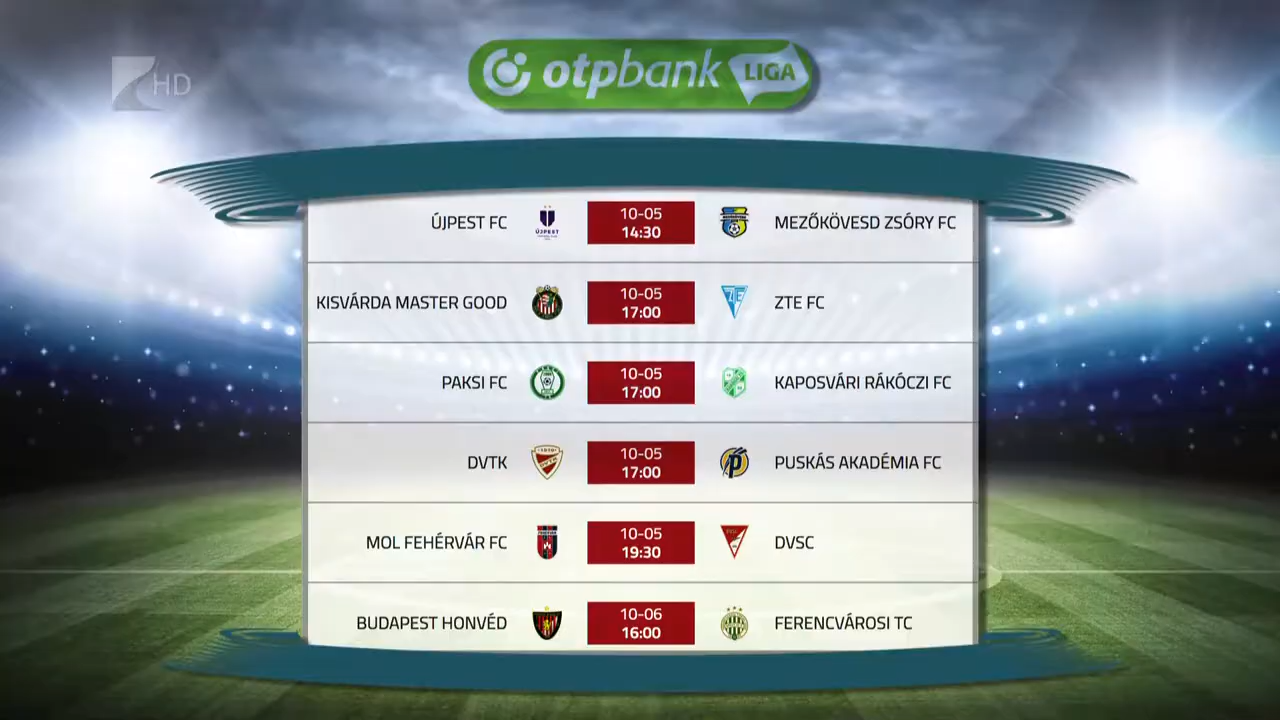 HD
otpbank LIGA
ÚJPEST FC
ÚJPEST
10-05
14:30
MEZŐKÖVESD ZSÓRY FC
KISVÁRDA MASTER GOOD
10-05
17:00
ZTE FC
PAKSI FC
10-05
17:00
KAPOSVÁRI RÁKÓCZI FC
DVTK
10-05
17:00
PUSKÁS AKADÉMIA FC
MOL FEHÉRVÁR FC
10-05
19:30
DVSC
BUDAPEST HONVÉD
10-06
16:00
FERENCVÁROSI TC